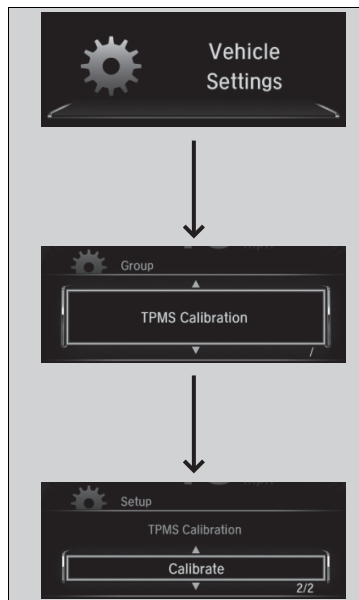 Vehicle
Settings
Group
TPMS Calibration
/
Setup
TPMS Calibration
Calibrate
2/2